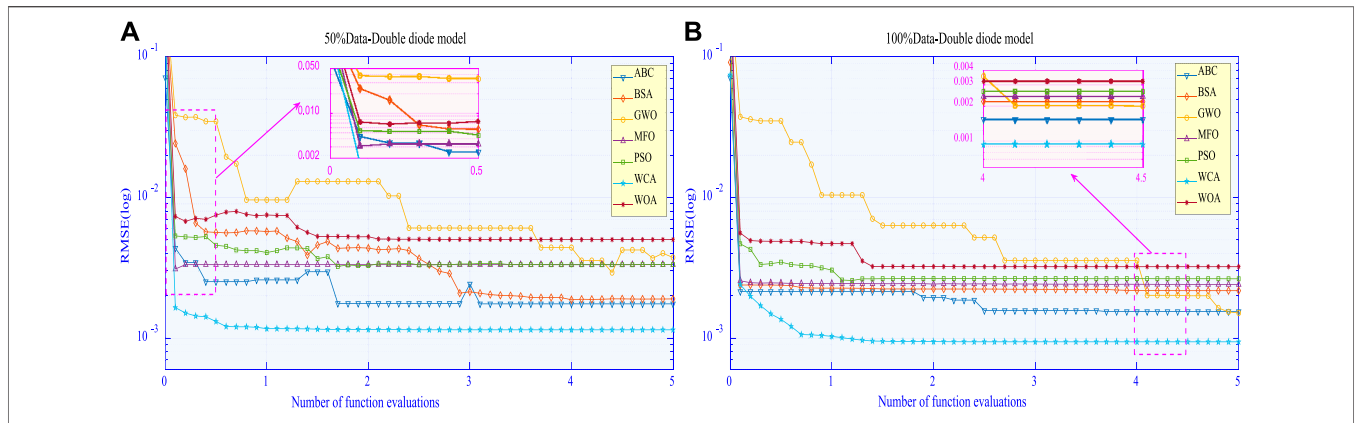 A
50%Data-Double diode model
10^-1
10^-2
10^-3
RMSE(log)
0.050
0.010
0.002
0
0.5
ABC
BSA
GWO
MFO
PSO
WCA
WOA
0 1 2 3 4 5
Number of function evaluations
B
100%Data-Double diode model
10^-1
10^-2
10^-3
RMSE(log)
0.004
0.003
0.002
0.001
4
4.5
ABC
BSA
GWO
MFO
PSO
WCA
WOA
0 1 2 3 4 5
Number of function evaluations